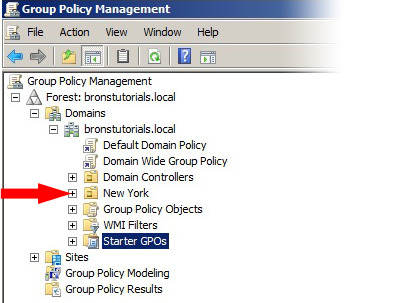 Group Policy Management
File Action View Window Help
Group Policy Management
Forest: bronstutorials.local
Domains
bronstutorials.local
Default Domain Policy
Domain Wide Group Policy
Domain Controllers
New York
Group Policy Objects
WMI Filters
Starter GPOs
Sites
Group Policy Modeling
Group Policy Results